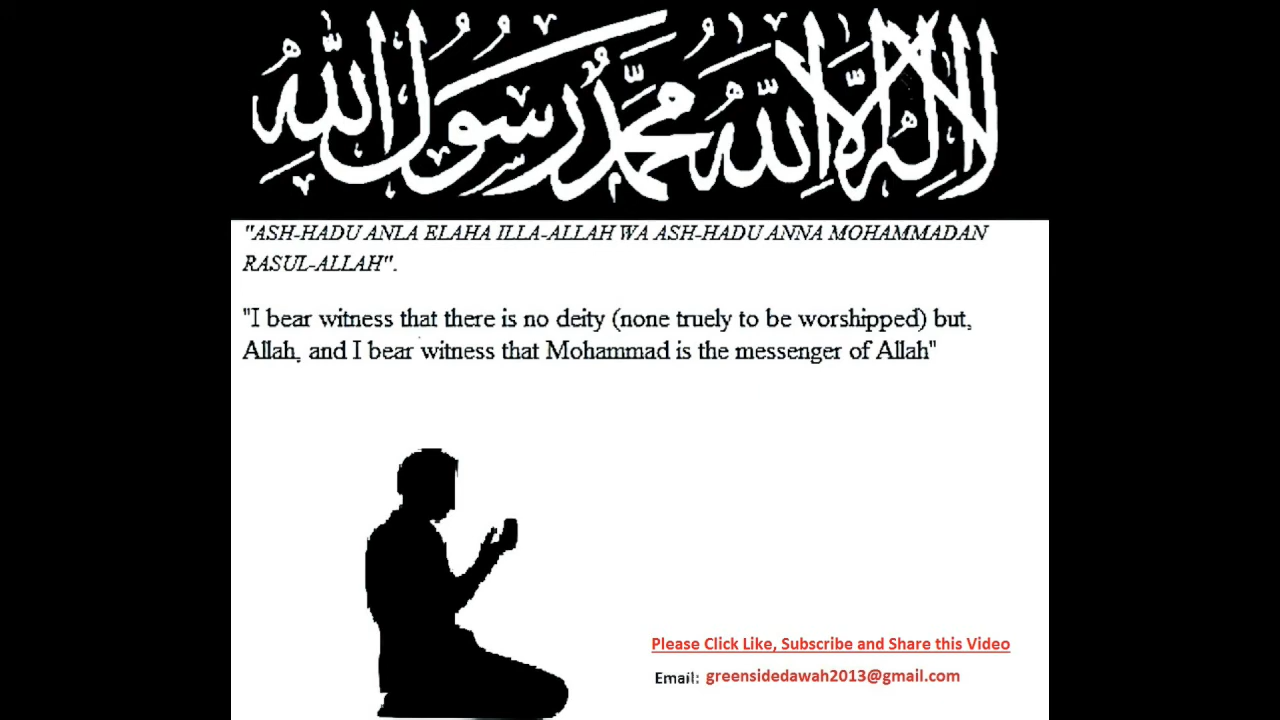 لا إله إلا الله محمد رسول الله
"ASH-HADU ANLA ELAHA ILLA-ALLAH WA ASH-HADU ANNA MOHAMMADAN
RASUL-ALLAH".
"I bear witness that there is no deity (none truely to be worshipped) but,
Allah, and I bear witness that Mohammad is the messenger of Allah"
Please Click Like, Subscribe and Share this Video
Email: greensidedawah2013@gmail.com